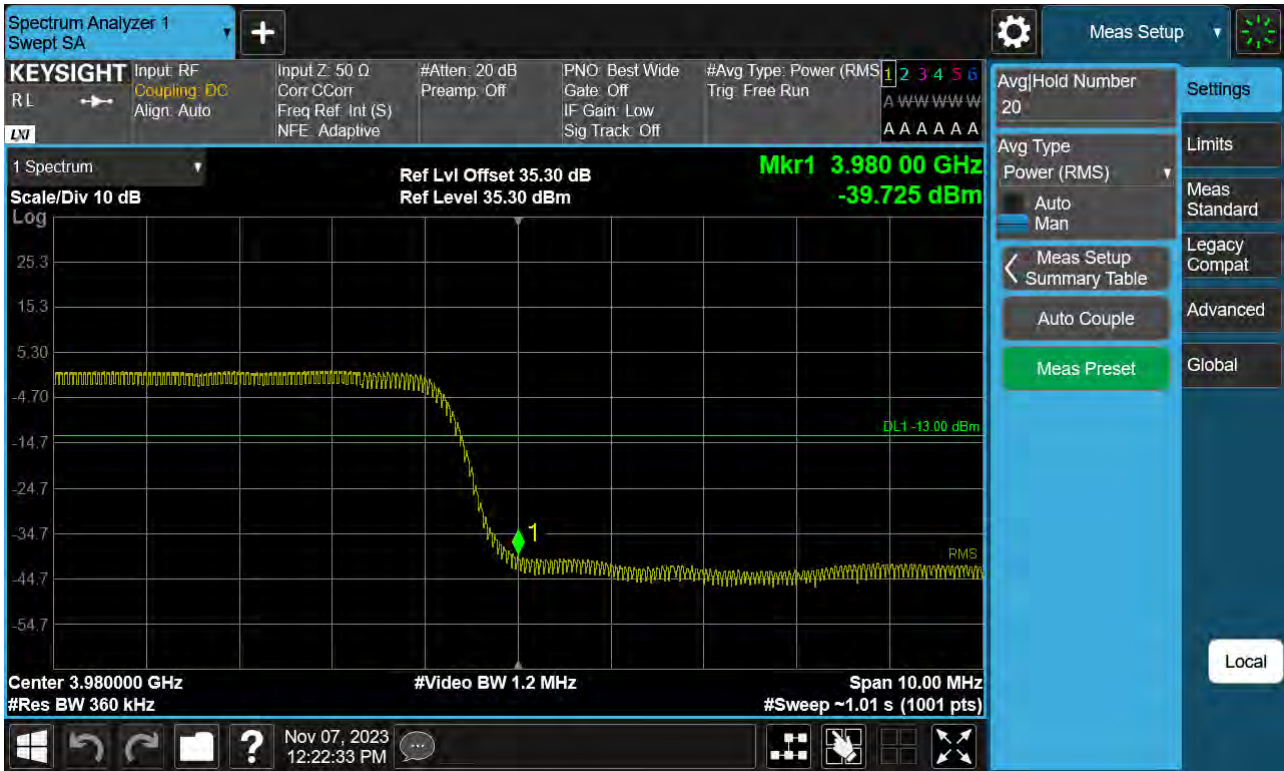 Spectrum Analyzer 1
Swept SA
+
Meas Setup
KEYSIGHT
RL
LXI
Input: RF
Coupling: DC
Align: Auto
Input Z: 50 Ω
Corr CCorr
Freq Ref: Int (S)
NFE: Adaptive
#Atten: 20 dB
Preamp: Off
PNO: Best Wide
Gate: Off
IF Gain: Low
Sig Track: Off
#Avg Type: Power (RMS
Trig: Free Run
1 2 3 4 5 6
A W W W W W
A A A A A A
1 Spectrum
Scale/Div 10 dB
Log
Ref Lvl Offset 35.30 dB
Ref Level 35.30 dBm
Mkr1 3.980 00 GHz
-39.725 dBm
25.3
15.3
5.30
-4.70
-14.7
-24.7
-34.7
-44.7
-54.7
DL1 -13.00 dBm
1
RMS
Center 3.980000 GHz
#Res BW 360 kHz
#Video BW 1.2 MHz
Span 10.00 MHz
#Sweep ~1.01 s (1001 pts)
Avg|Hold Number
20
Avg Type
Power (RMS)
Auto
Man
Meas Setup
Summary Table
Auto Couple
Meas Preset
Settings
Limits
Meas
Standard
Legacy
Compat
Advanced
Global
Local
?
Nov 07, 2023
12:22:33 PM